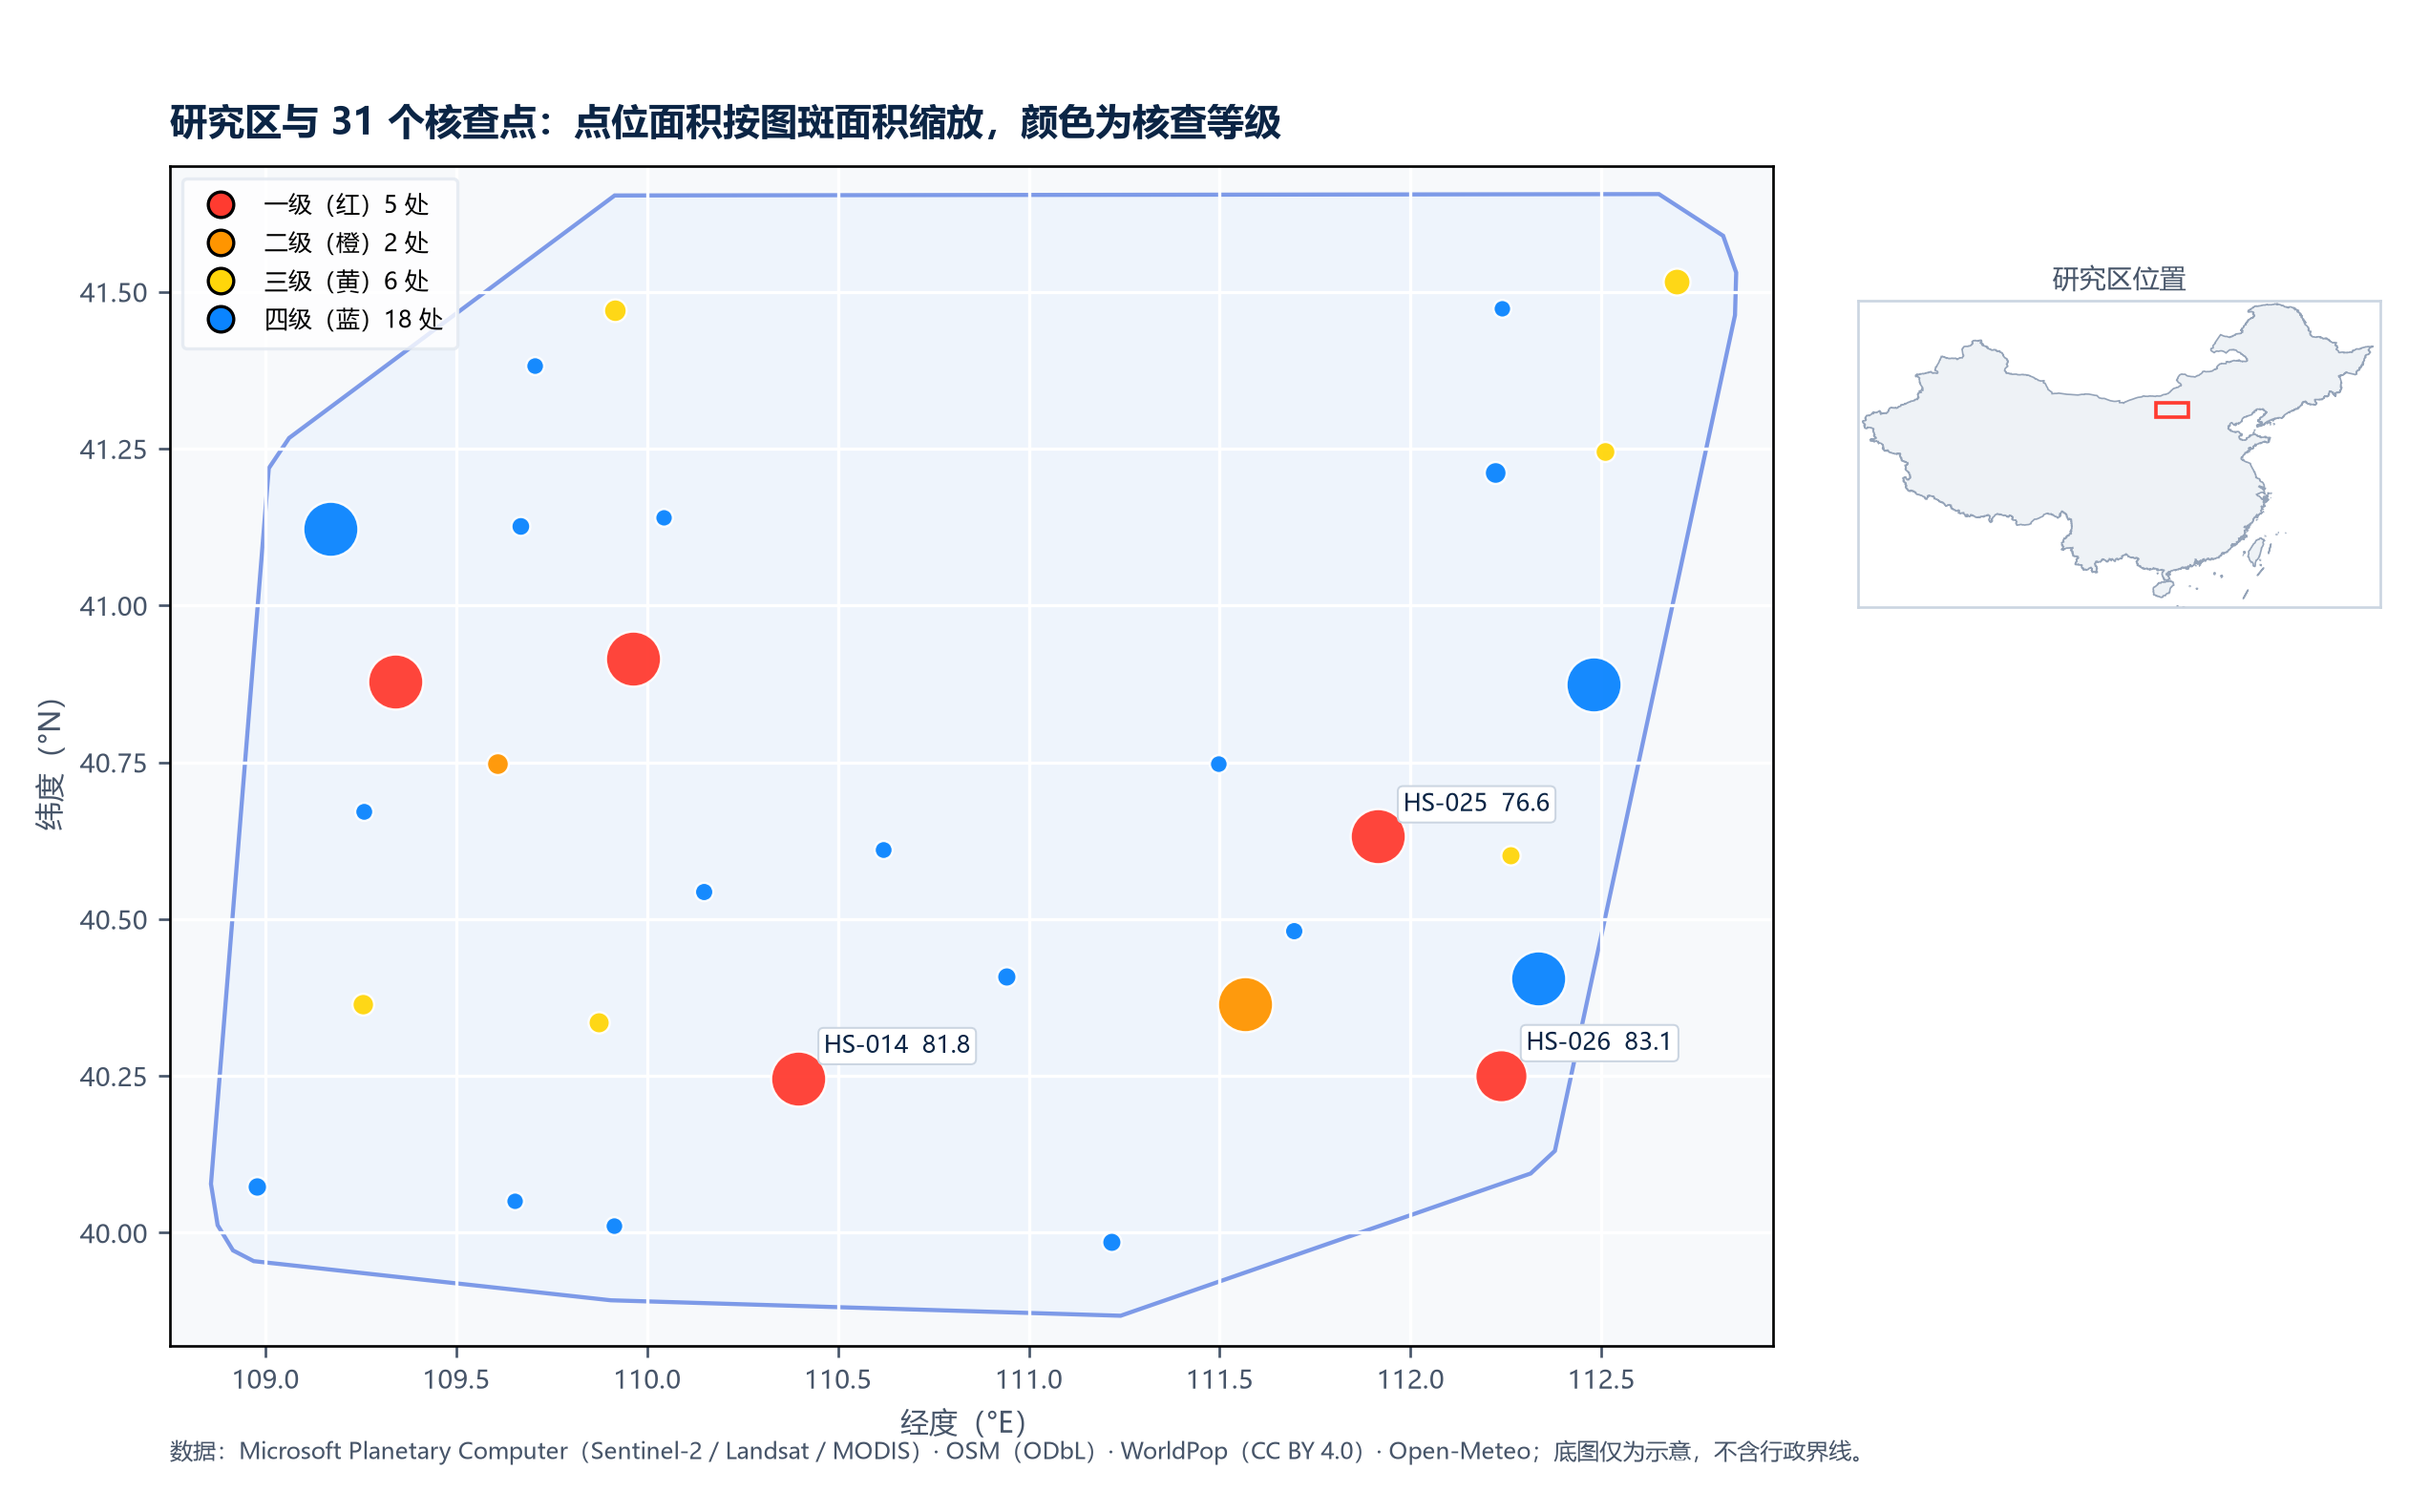 研究区与 31 个核查点：点位面积按图斑面积缩放，颜色为核查等级
一级（红）5 处
二级（橙）2 处
三级（黄）6 处
四级（蓝）18 处
研究区位置
41.50
41.25
41.00
40.75
40.50
40.25
40.00
纬度（°N）
HS-025 76.6
HS-014 81.8
HS-026 83.1
109.0 109.5 110.0 110.5 111.0 111.5 112.0 112.5
经度（°E）
数据：Microsoft Planetary Computer（Sentinel-2 / Landsat / MODIS）· OSM（ODbL）· WorldPop（CC BY 4.0）· Open-Meteo；底图仅为示意，不含行政界线。